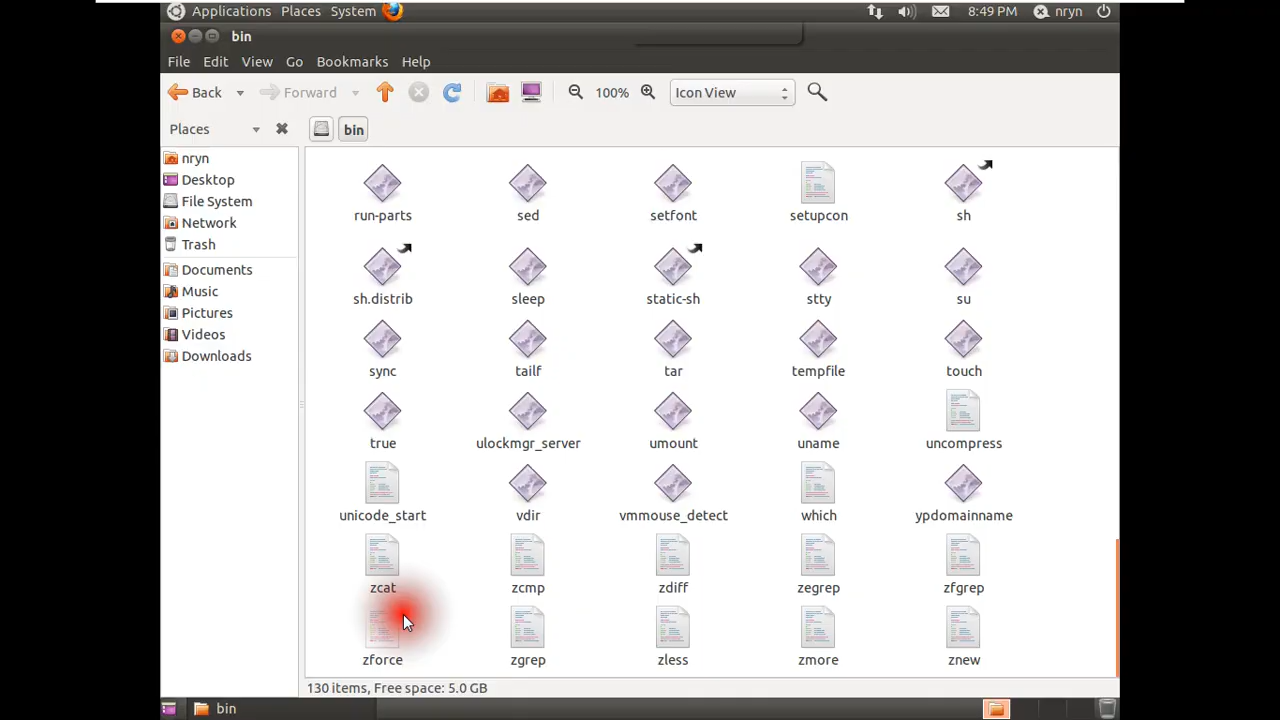 Applications Places System 8:49 PM nryn
bin
File Edit View Go Bookmarks Help
Back Forward 100% Icon View
Places bin
nryn
Desktop
File System
Network
Trash
Documents
Music
Pictures
Videos
Downloads
run-parts sed setfont setupcon sh
sh.distrib sleep static-sh stty su
sync tailf tar tempfile touch
true ulockmgr_server umount uname uncompress
unicode_start vdir vmmouse_detect which ypdomainname
zcat zcmp zdiff zegrep zfgrep
zforce zgrep zless zmore znew
130 items, Free space: 5.0 GB
bin